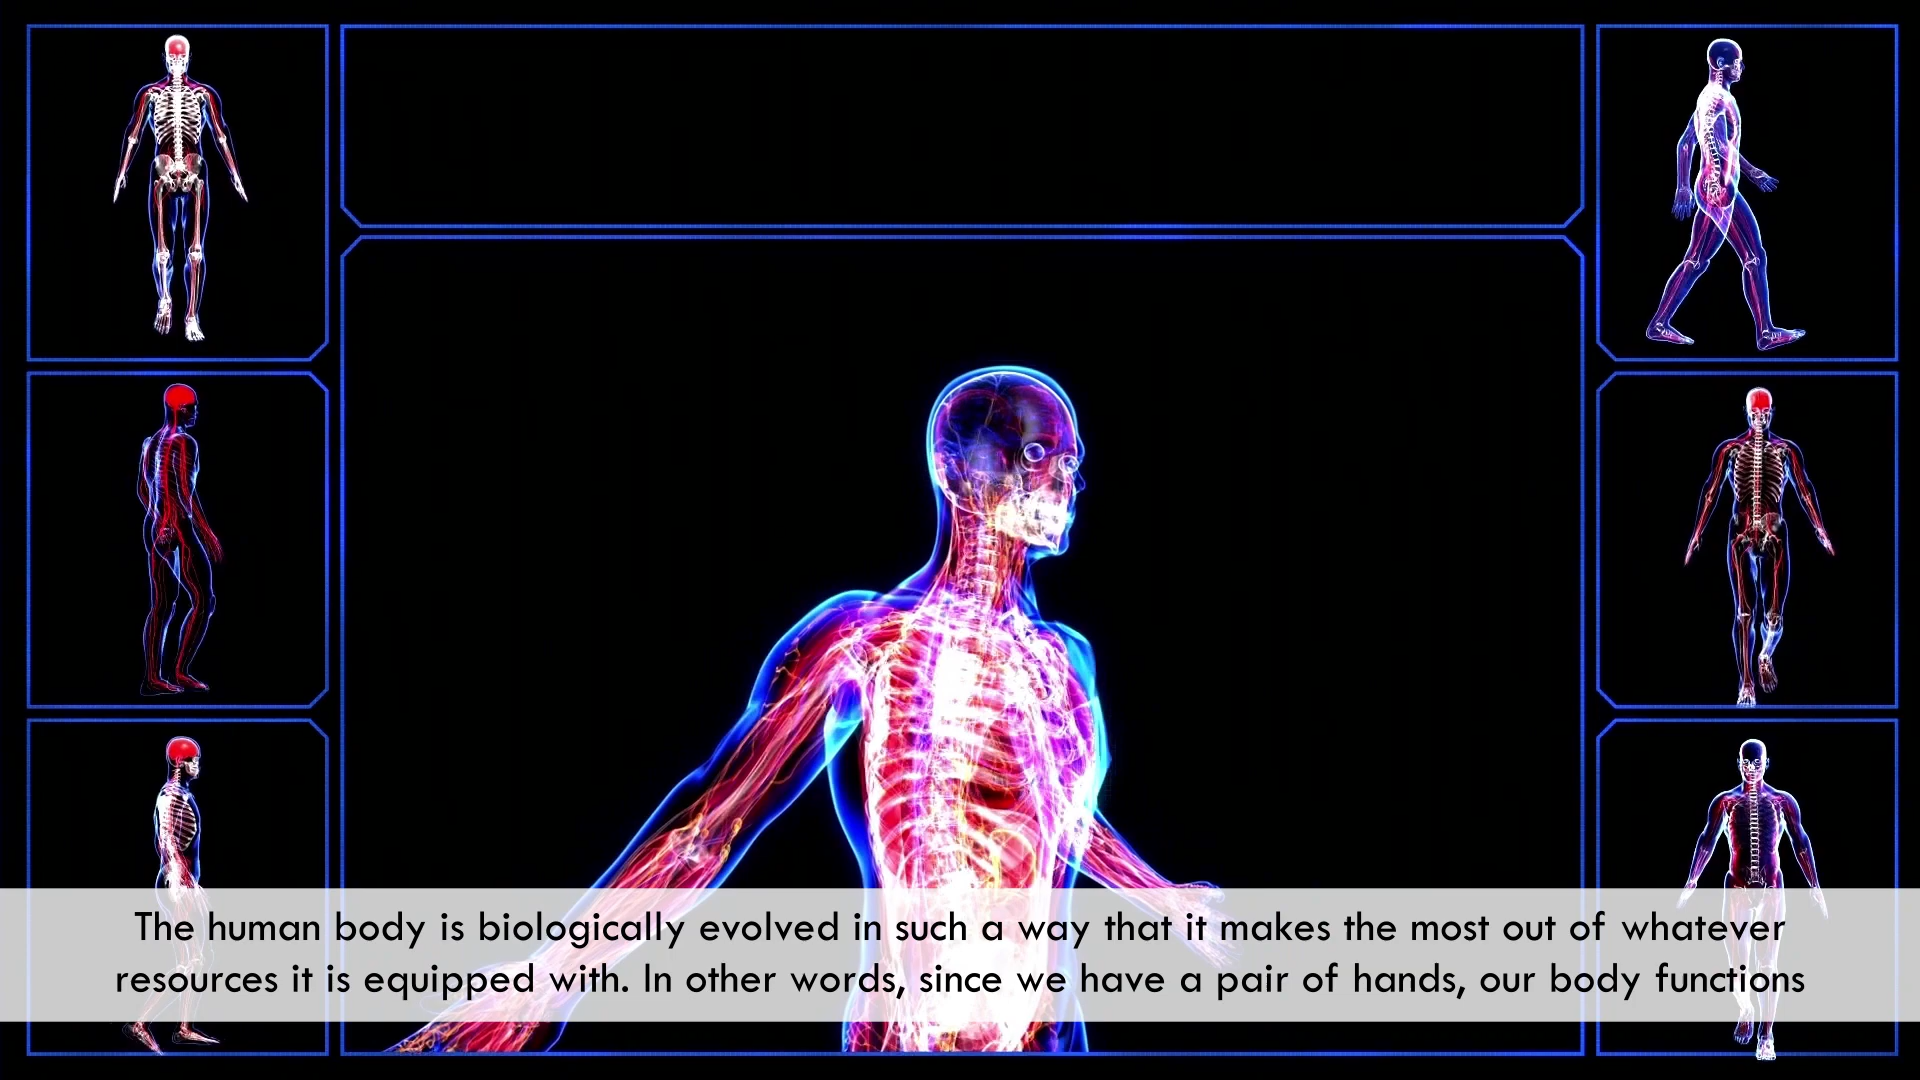 The human body is biologically evolved in such a way that it makes the most out of whatever
resources it is equipped with. In other words, since we have a pair of hands, our body functions